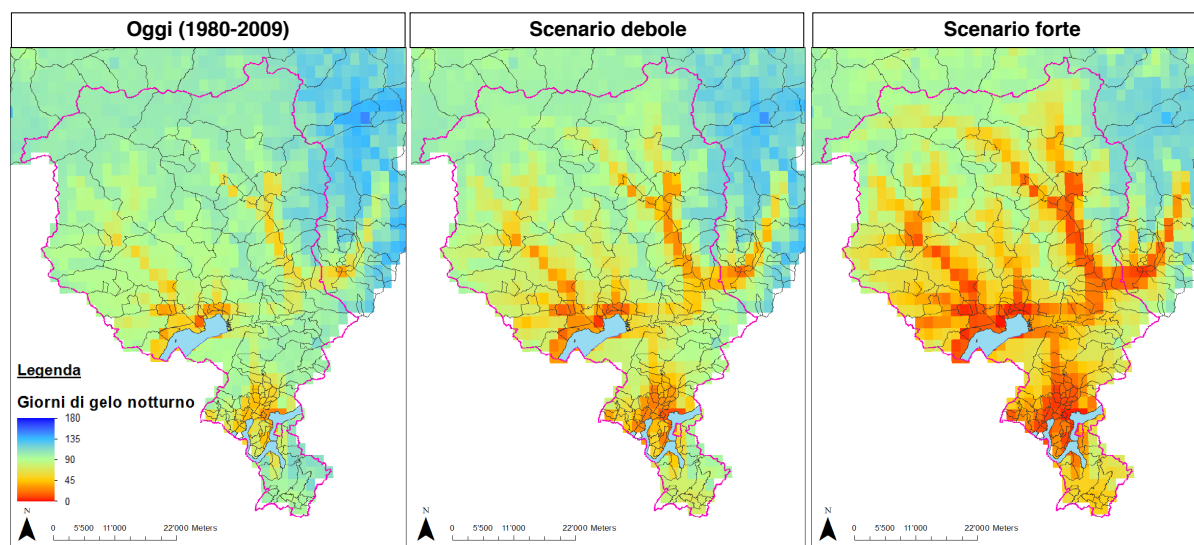 Oggi (1980-2009)
Scenario debole
Scenario forte
Legenda
Giorni di gelo notturno
180
135
90
45
0
N
0 5'500 11'000 22'000 Meters
N
0 5'500 11'000 22'000 Meters
N
0 5'500 11'000 22'000 Meters